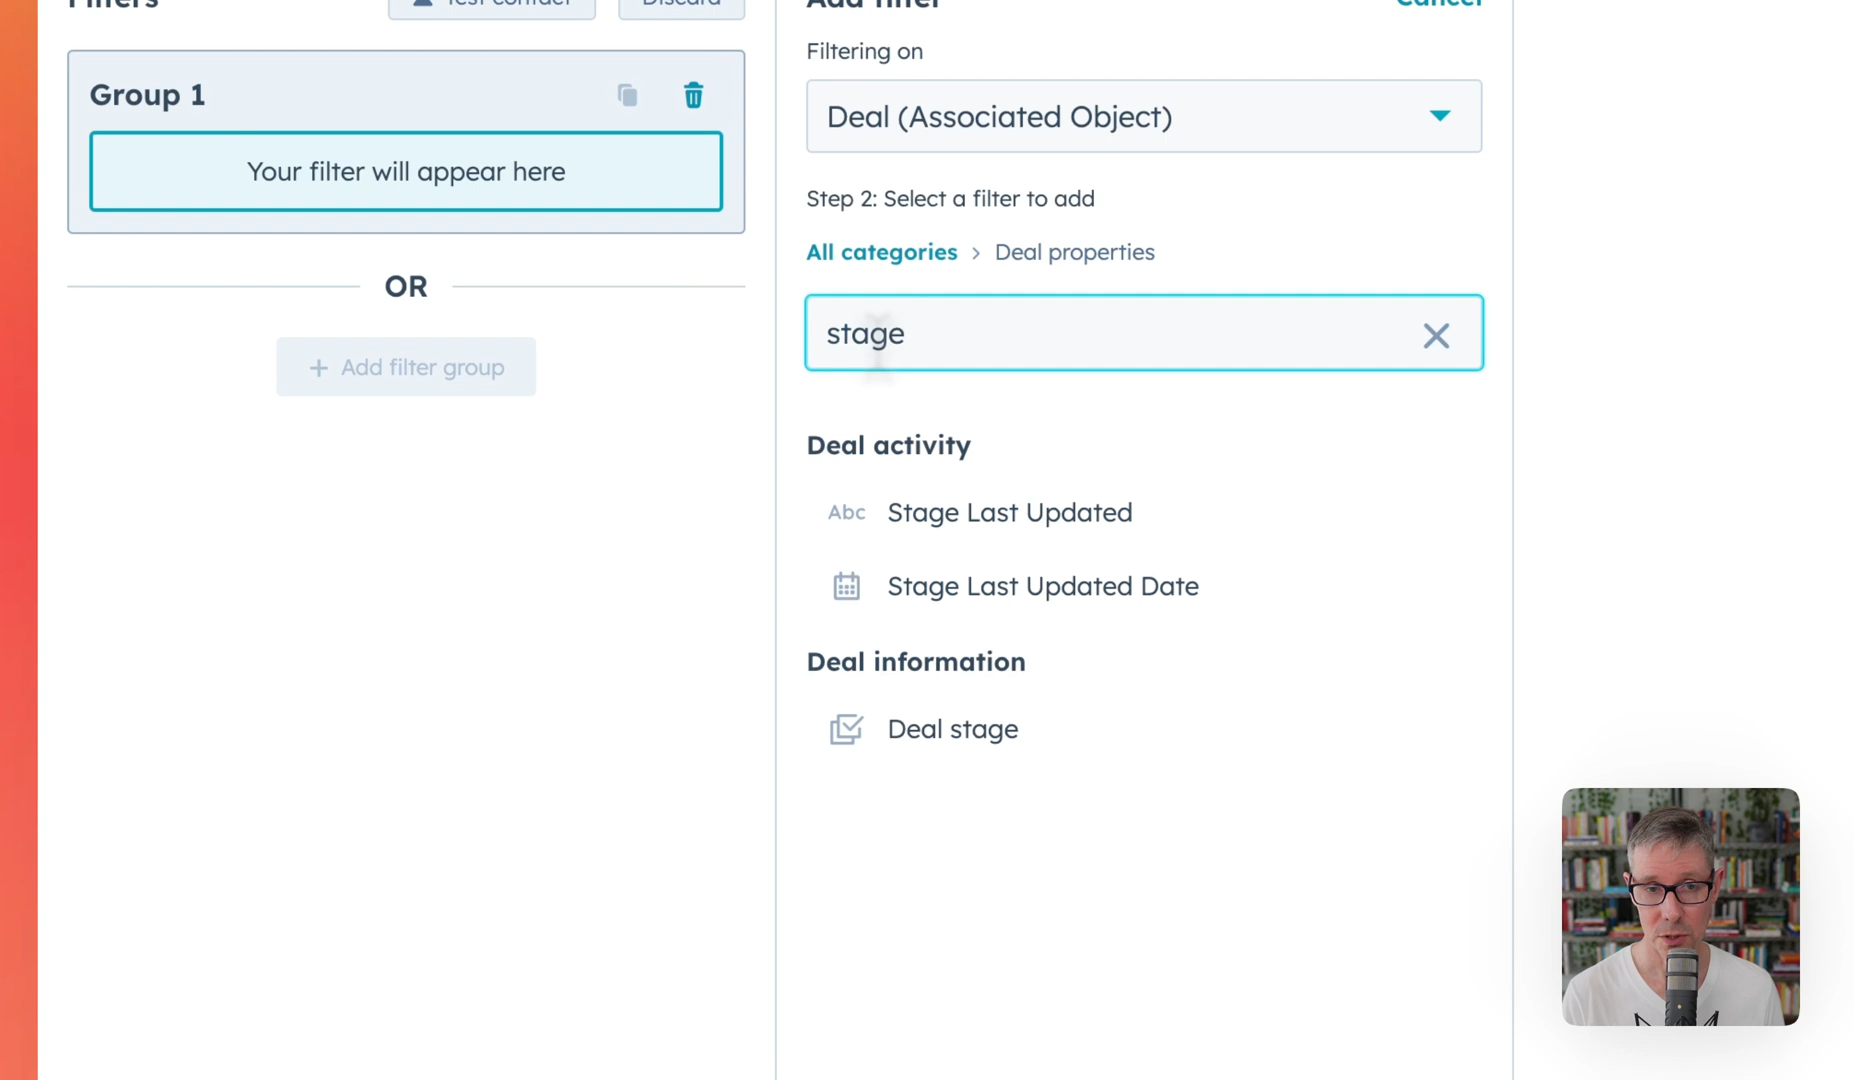 Filters
Test contact
Discard
Add filter
Cancel
Group 1
Your filter will appear here
OR
+ Add filter group
Filtering on
Deal (Associated Object)
Step 2: Select a filter to add
All categories > Deal properties
stage
Deal activity
Abc Stage Last Updated
Stage Last Updated Date
Deal information
Deal stage